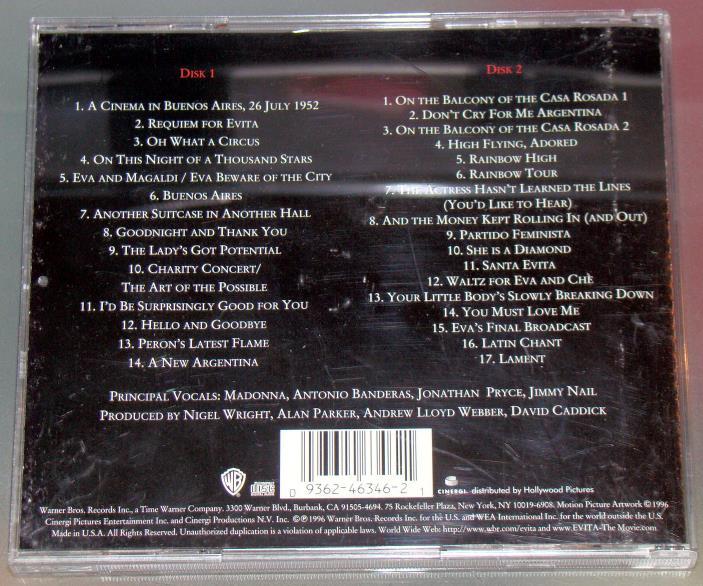 DISK 1
1. A CINEMA IN BUENOS AIRES, 26 JULY 1952
2. REQUIEM FOR EVITA
3. OH WHAT A CIRCUS
4. ON THIS NIGHT OF A THOUSAND STARS
5. EVA AND MAGALDI / EVA BEWARE OF THE CITY
6. BUENOS AIRES
7. ANOTHER SUITCASE IN ANOTHER HALL
8. GOODNIGHT AND THANK YOU
9. THE LADY'S GOT POTENTIAL
10. CHARITY CONCERT/
THE ART OF THE POSSIBLE
11. I'D BE SURPRISINGLY GOOD FOR YOU
12. HELLO AND GOODBYE
13. PERON'S LATEST FLAME
14. A NEW ARGENTINA
DISK 2
1. ON THE BALCONY OF THE CASA ROSADA 1
2. DON'T CRY FOR ME ARGENTINA
3. ON THE BALCONY OF THE CASA ROSADA 2
4. HIGH FLYING, ADORED
5. RAINBOW HIGH
6. RAINBOW TOUR
7. THE ACTRESS HASN'T LEARNED THE LINES
(YOU'D LIKE TO HEAR)
8. AND THE MONEY KEPT ROLLING IN (AND OUT)
9. PARTIDO FEMINISTA
10. SHE IS A DIAMOND
11. SANTA EVITA
12. WALTZ FOR EVA AND CHE
13. YOUR LITTLE BODY'S SLOWLY BREAKING DOWN
14. YOU MUST LOVE ME
15. EVA'S FINAL BROADCAST
16. LATIN CHANT
17. LAMENT
PRINCIPAL VOCALS: MADONNA, ANTONIO BANDERAS, JONATHAN PRYCE, JIMMY NAIL
PRODUCED BY NIGEL WRIGHT, ALAN PARKER, ANDREW LLOYD WEBBER, DAVID CADDICK
WB
0 9362-46346-2 1
CINERGI distributed by Hollywood Pictures
Warner Bros. Records Inc., a Time Warner Company. 3300 Warner Blvd., Burbank, CA 91505-4694. 75 Rockefeller Plaza, New York, NY 10019-6908. Motion Picture Artwork © 1996
Cinergi Pictures Entertainment Inc. and Cinergi Productions N.V. Inc. ©℗ 1996 Warner Bros. Records Inc. for the U.S. and WEA International Inc. for the world outside the U.S.
Made in U.S.A. All Rights Reserved. Unauthorized duplication is a violation of applicable laws. World Wide Web: http://www.wbr.com/evita and www.EVITA-The Movie.com